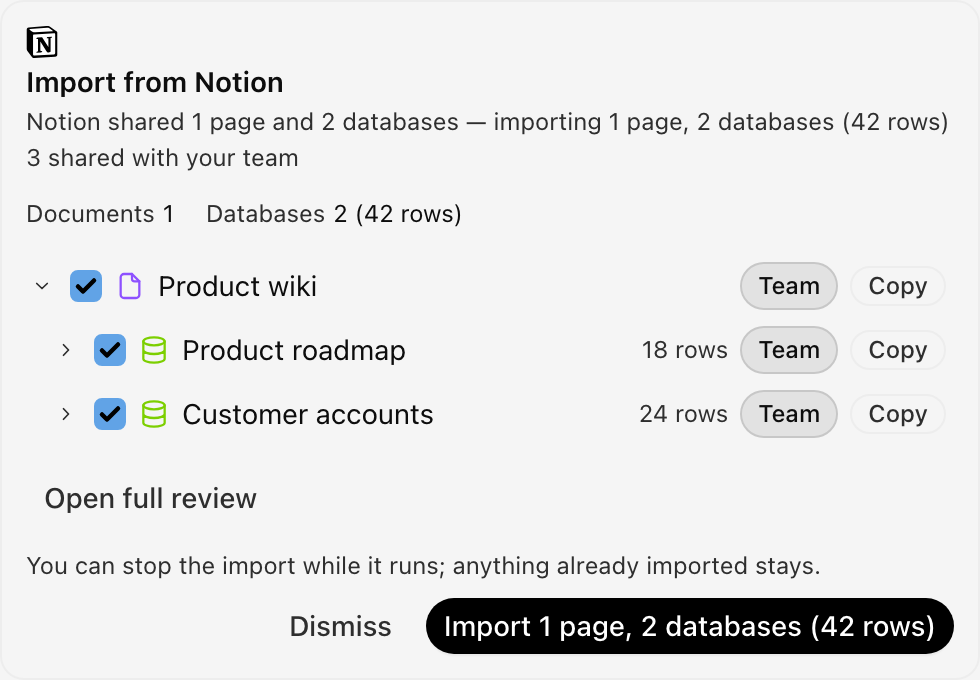 N
Import from Notion
Notion shared 1 page and 2 databases — importing 1 page, 2 databases (42 rows)
3 shared with your team
Documents 1 Databases 2 (42 rows)
Product wiki Team Copy
Product roadmap 18 rows Team Copy
Customer accounts 24 rows Team Copy
Open full review
You can stop the import while it runs; anything already imported stays.
Dismiss Import 1 page, 2 databases (42 rows)